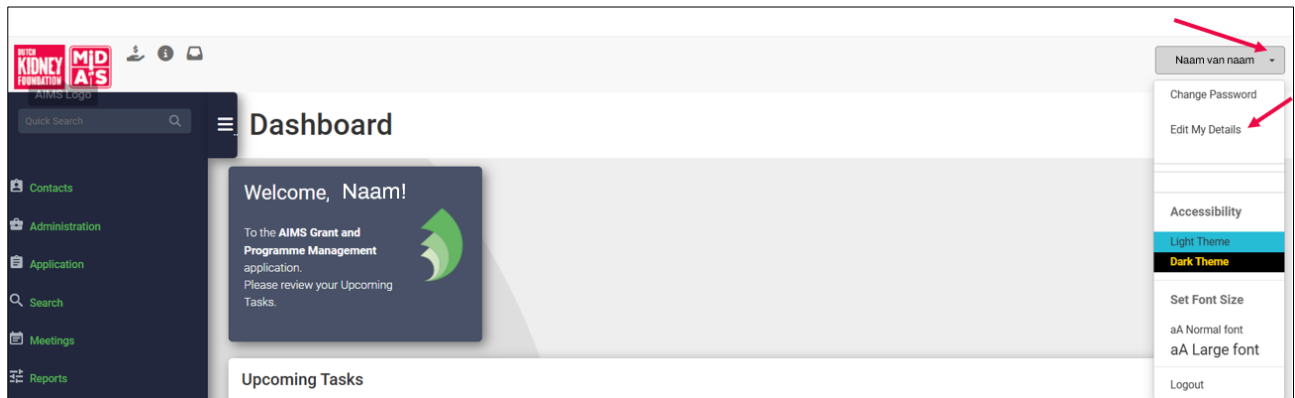 DUTCH
KIDNEY
FOUNDATION
MiD
AiS
AIMS Logo
Quick Search
Contacts
Administration
Application
Search
Meetings
Reports
Dashboard
Welcome, Naam!
To the AIMS Grant and
Programme Management
application.
Please review your Upcoming
Tasks.
Upcoming Tasks
Naam van naam
Change Password
Edit My Details
Accessibility
Light Theme
Dark Theme
Set Font Size
aA Normal font
aA Large font
Logout